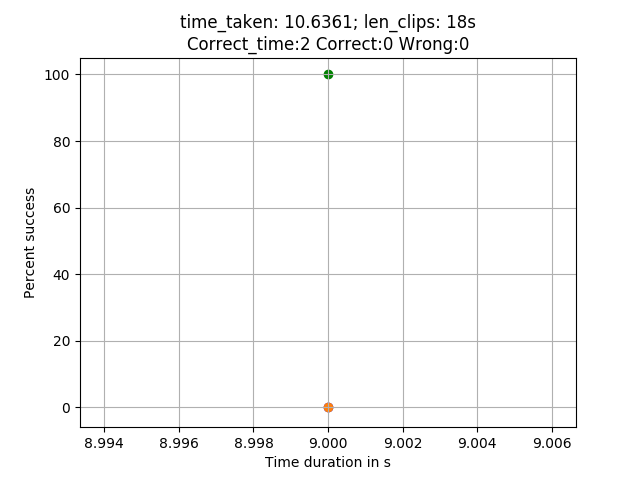 time_taken: 10.6361; len_clips: 18s
Correct_time:2 Correct:0 Wrong:0
100
80
60
40
20
0
Percent success
8.994 8.996 8.998 9.000 9.002 9.004 9.006
Time duration in s